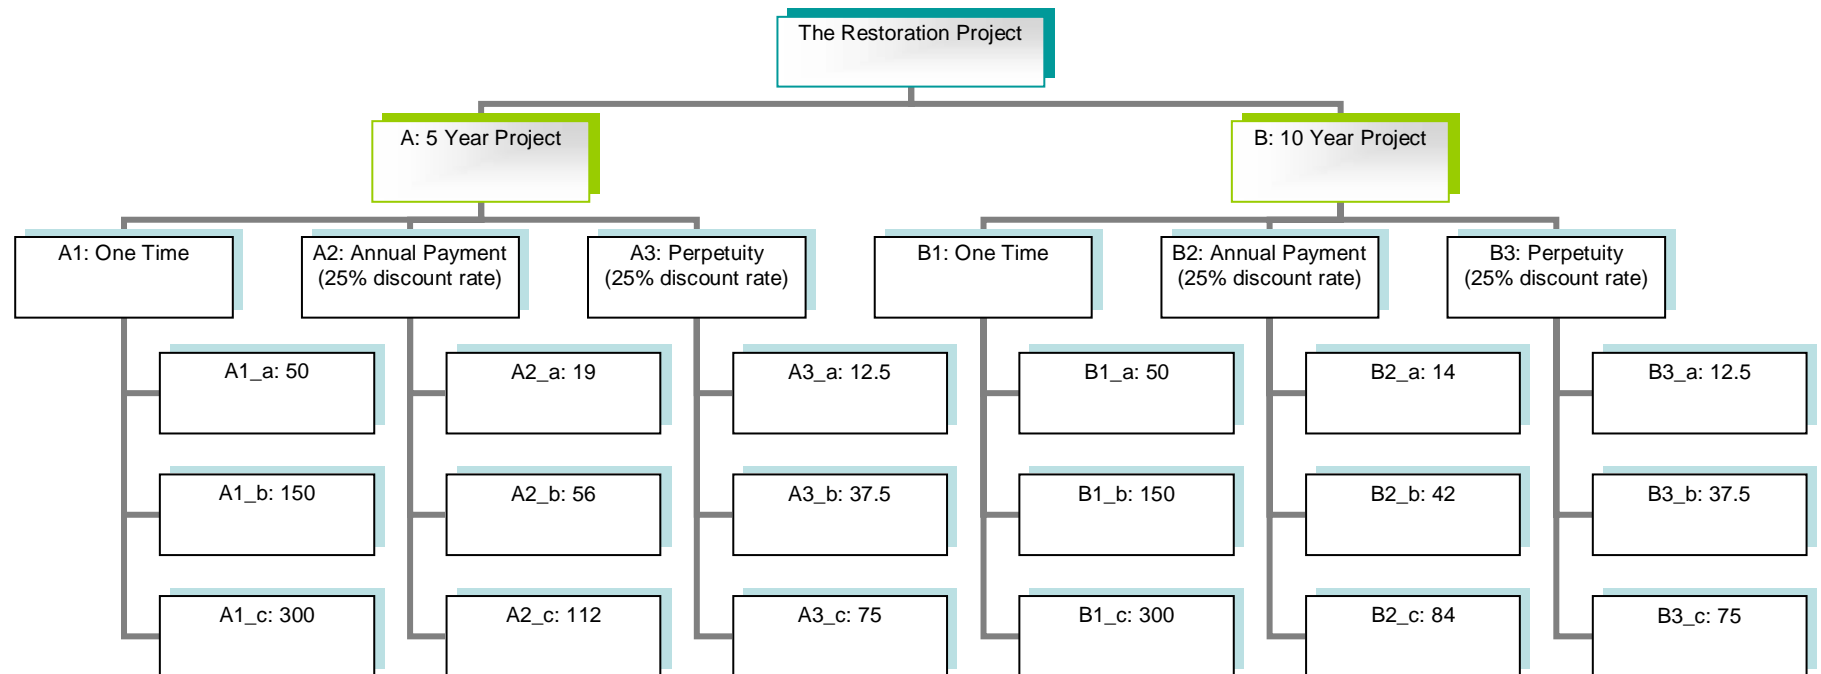 The Restoration Project
A: 5 Year Project
B: 10 Year Project
A1: One Time
A2: Annual Payment
(25% discount rate)
A3: Perpetuity
(25% discount rate)
B1: One Time
B2: Annual Payment
(25% discount rate)
B3: Perpetuity
(25% discount rate)
A1_a: 50
A2_a: 19
A3_a: 12.5
B1_a: 50
B2_a: 14
B3_a: 12.5
A1_b: 150
A2_b: 56
A3_b: 37.5
B1_b: 150
B2_b: 42
B3_b: 37.5
A1_c: 300
A2_c: 112
A3_c: 75
B1_c: 300
B2_c: 84
B3_c: 75